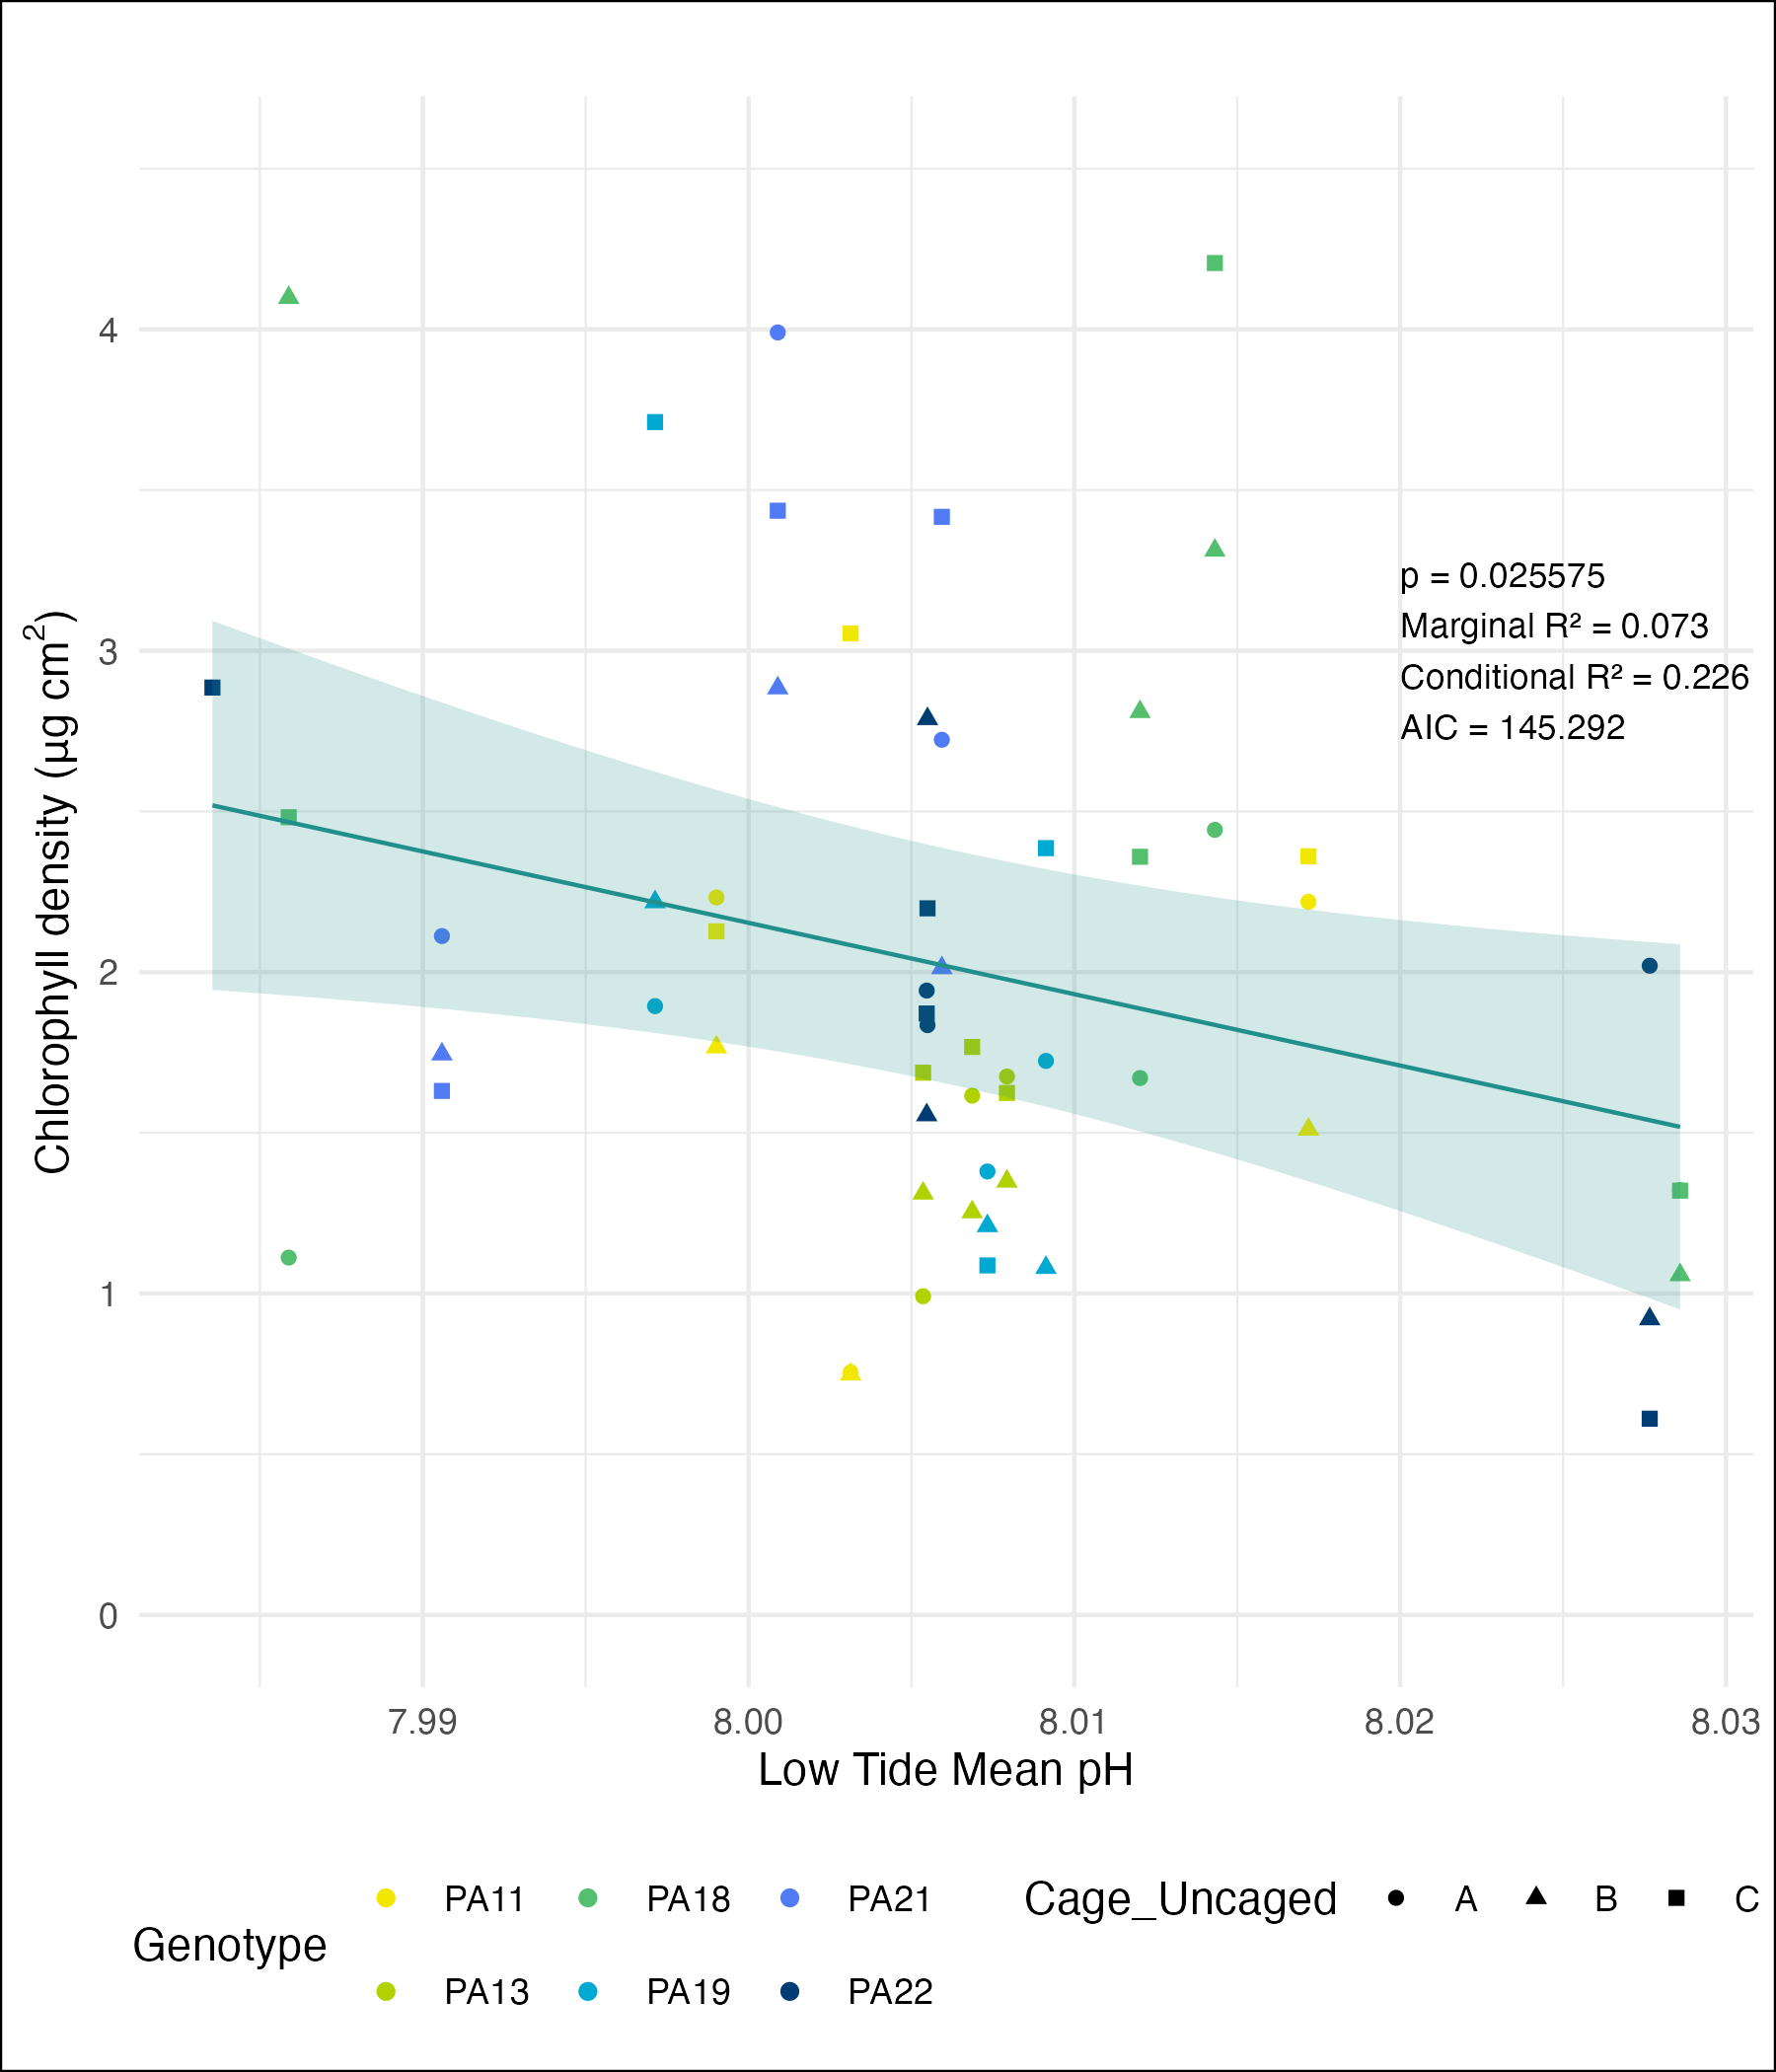 4
3
2
1
0
Chlorophyll density (µg cm²)
p = 0.025575
Marginal R² = 0.073
Conditional R² = 0.226
AIC = 145.292
7.99 8.00 8.01 8.02 8.03
Low Tide Mean pH
Genotype
PA11 PA18 PA21
PA13 PA19 PA22
Cage_Uncaged A B C